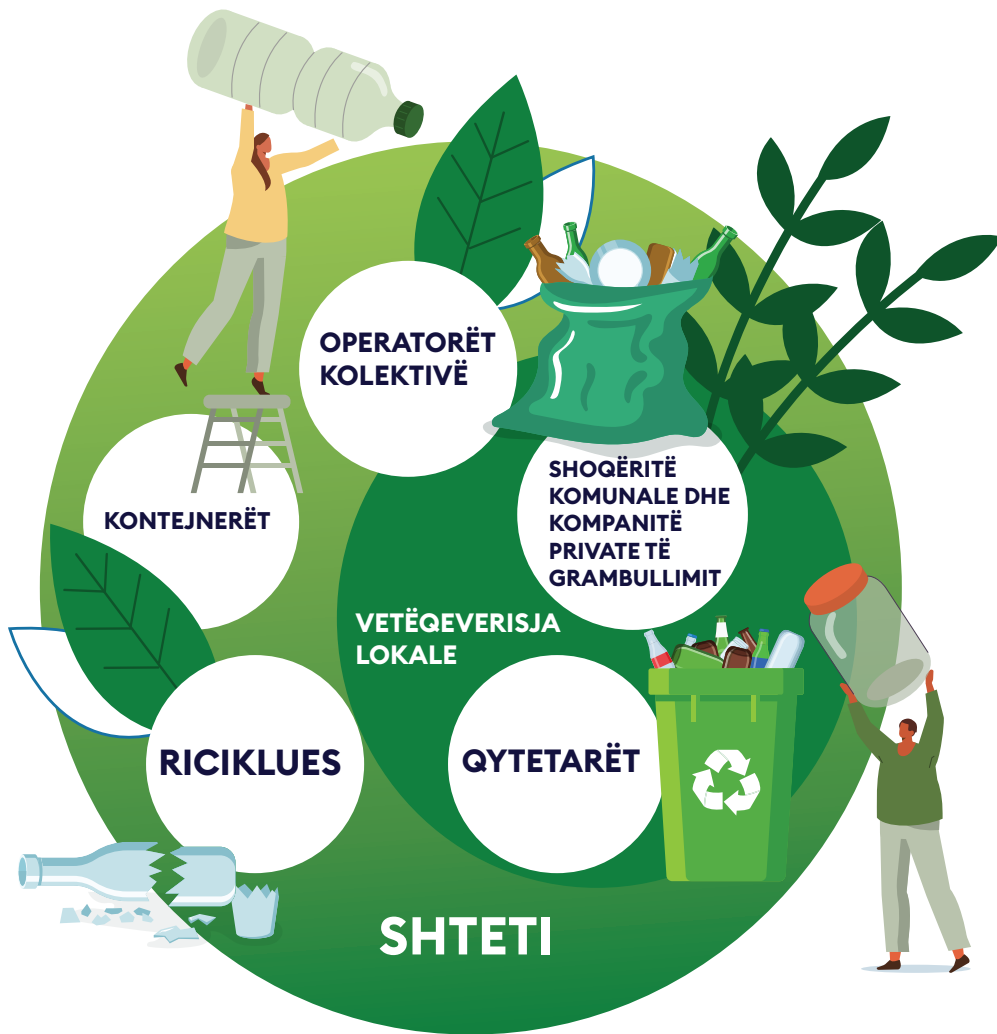 OPERATORËT
KOLEKTIVË
SHOQËRITË
KOMUNALE DHE
KOMPANITË
PRIVATE TË
GRAMBULLIMIT
KONTEJNERËT
VETËQEVERISJA
LOKALE
RICIKLUES
QYTETARËT
SHTETI